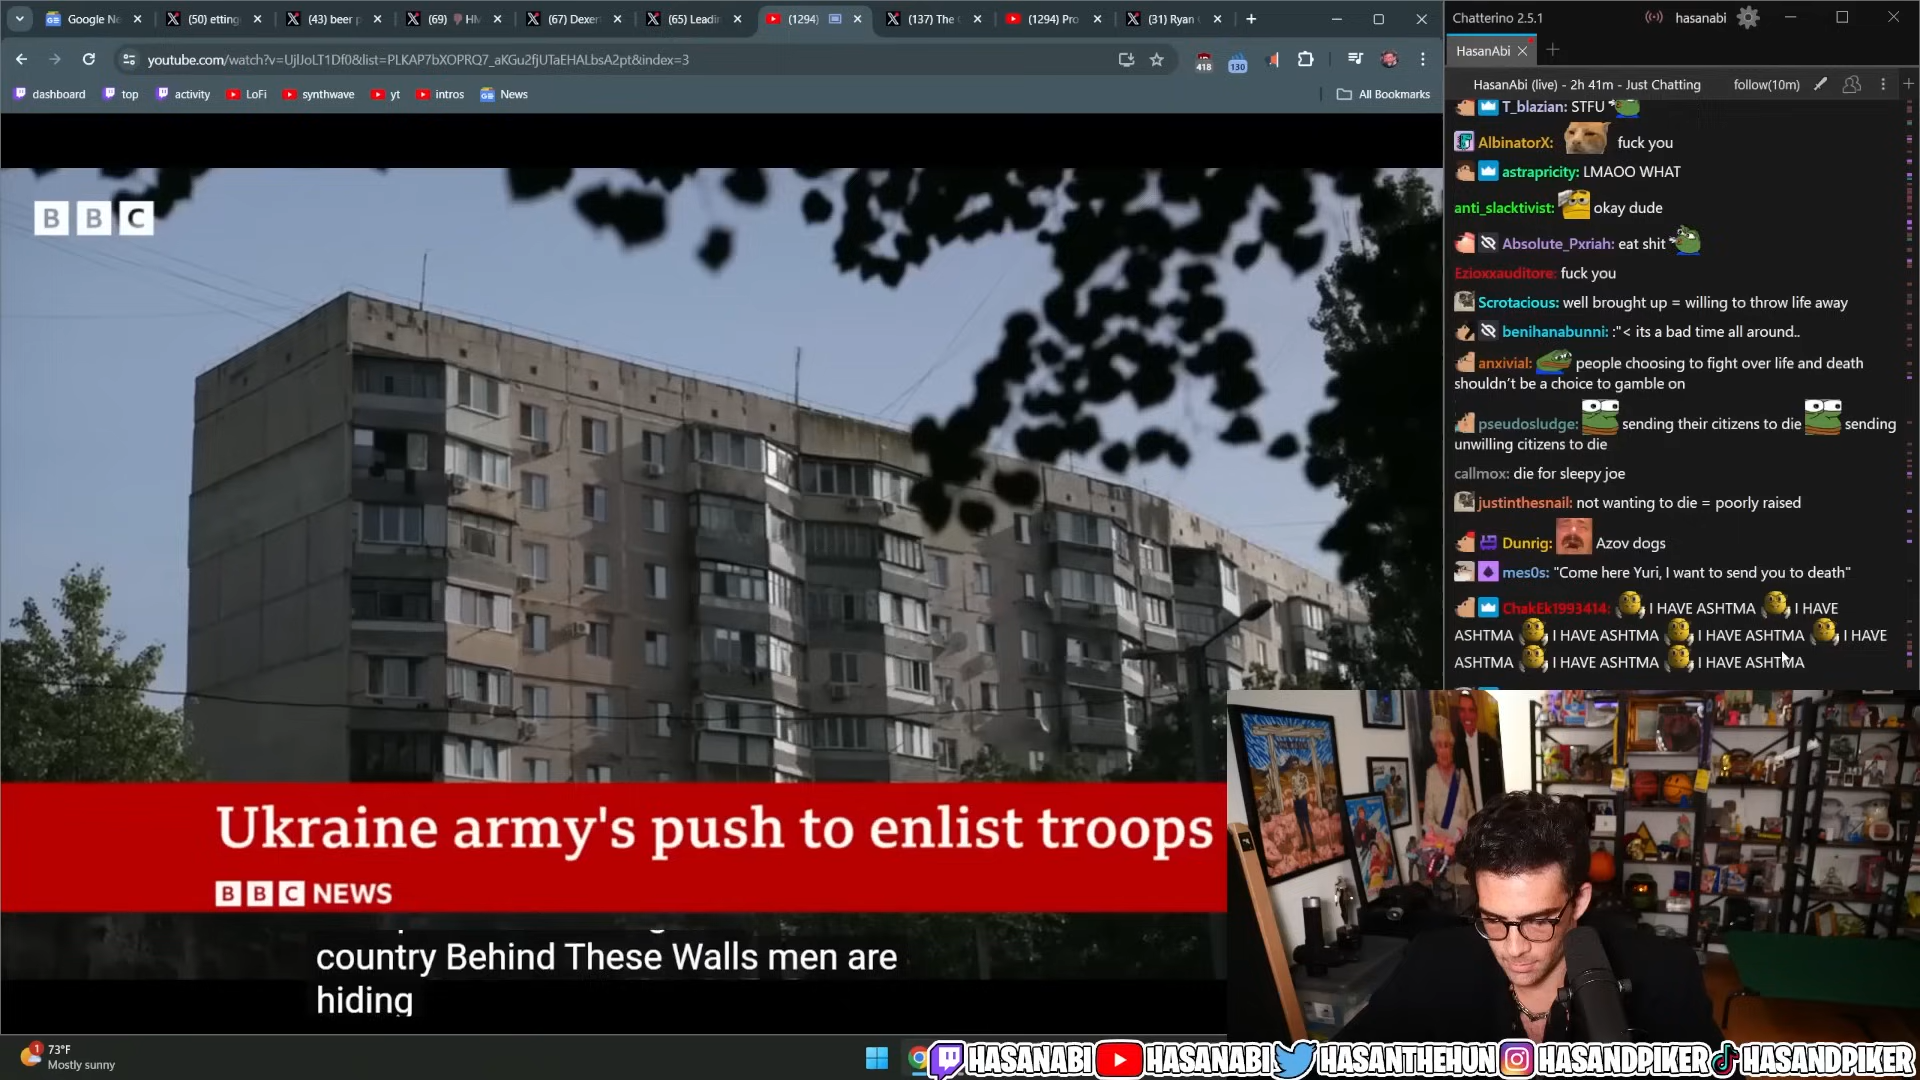 Google Ne
(50) etting
(43) beer p
(69)
(67) Dexer
(65) Leadi
(1294)
(137) The
(1294) Pro
(31) Ryan
youtube.com/watch?v=UjlJoLT1Df0&list=PLKAP7bXOPRQ7_aKGu2fjUTaEHALbsA2pt&index=3
418
130
dashboard
top
activity
LoFi
synthwave
yt
intros
News
All Bookmarks
BBC
Ukraine army's push to enlist troops
BBC NEWS
country Behind These Walls men are
hiding
1
73°F
Mostly sunny
Chatterino 2.5.1
hasanabi
HasanAbi
HasanAbi (live) - 2h 41m - Just Chatting
follow(10m)
T_blazian: STFU
AlbinatorX: fuck you
astrapricity: LMAOO WHAT
anti_slacktivist: okay dude
Absolute_Pxriah: eat shit
Ezioxxauditore: fuck you
Scrotacious: well brought up = willing to throw life away
benihanabunni: :"< its a bad time all around..
anxivial: people choosing to fight over life and death
shouldn't be a choice to gamble on
pseudosludge: sending their citizens to die sending
unwilling citizens to die
callmox: die for sleepy joe
justinthesnail: not wanting to die = poorly raised
Dunrig: Azov dogs
mes0s: "Come here Yuri, I want to send you to death"
ChakEk1993414: I HAVE ASHTMA I HAVE
ASHTMA I HAVE ASHTMA I HAVE ASHTMA I HAVE
ASHTMA I HAVE ASHTMA I HAVE ASHTMA
HASANABI HASANABI HASANTHEHUN HASANDPIKER HASANDPIKER